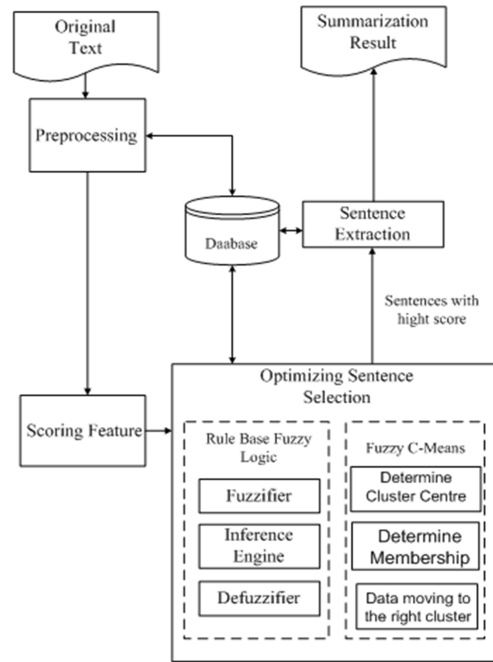 Original
Text
Summarization
Result
Preprocessing
Daabase
Sentence
Extraction
Sentences with
hight score
Scoring Feature
Optimizing Sentence
Selection
Rule Base Fuzzy
Logic
Fuzzifier
Inference
Engine
Defuzzifier
Fuzzy C-Means
Determine
Cluster Centre
Determine
Membership
Data moving to
the right cluster